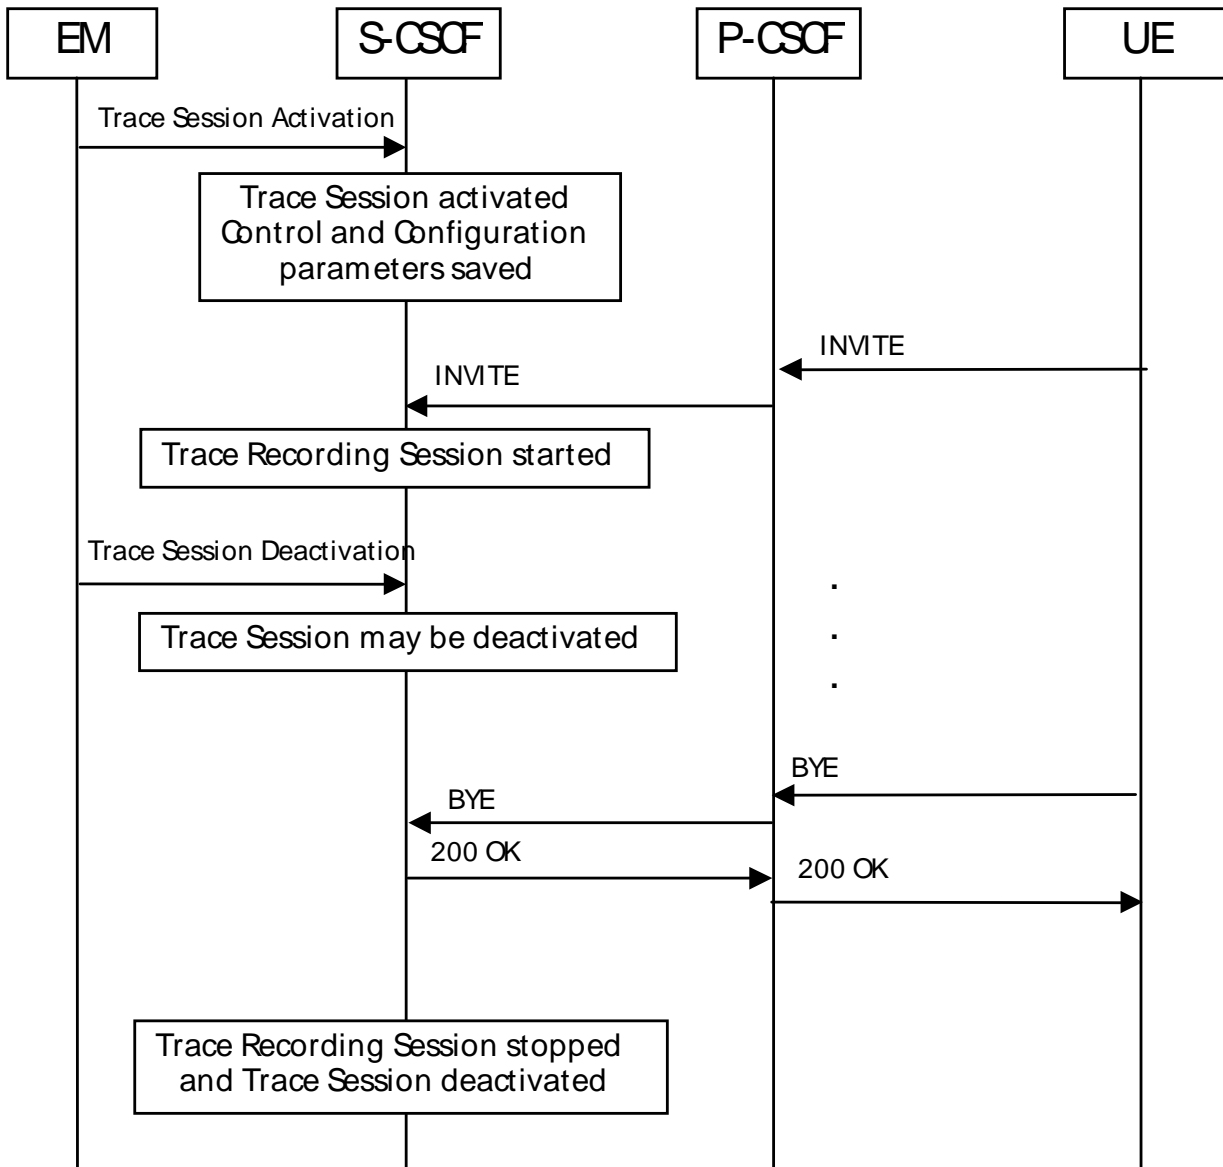 EM
S-CSCF
P-CSCF
UE
Trace Session Activation
Trace Session activated
Control and Configuration
parameters saved
INVITE
INVITE
Trace Recording Session started
Trace Session Deactivation
Trace Session may be deactivated
.
.
.
BYE
BYE
200 OK
200 OK
Trace Recording Session stopped
and Trace Session deactivated